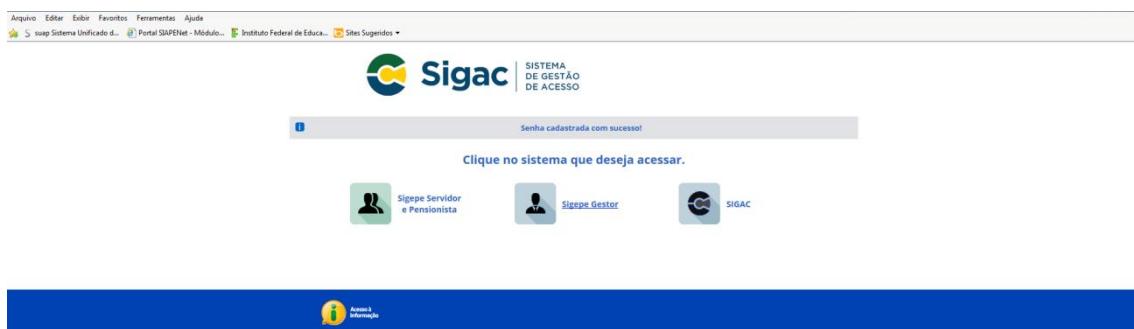 Arquivo Editar Exibir Favoritos Ferramentas Ajuda
suap Sistema Unificado d... Portal SIAPENet - Módulo... Instituto Federal de Educa... Sites Sugeridos
Sigac
SISTEMA
DE GESTÃO
DE ACESSO
Senha cadastrada com sucesso!
Clique no sistema que deseja acessar.
Sigepe Servidor
e Pensionista
Sigepe Gestor
SIGAC
Acesso à
Informação